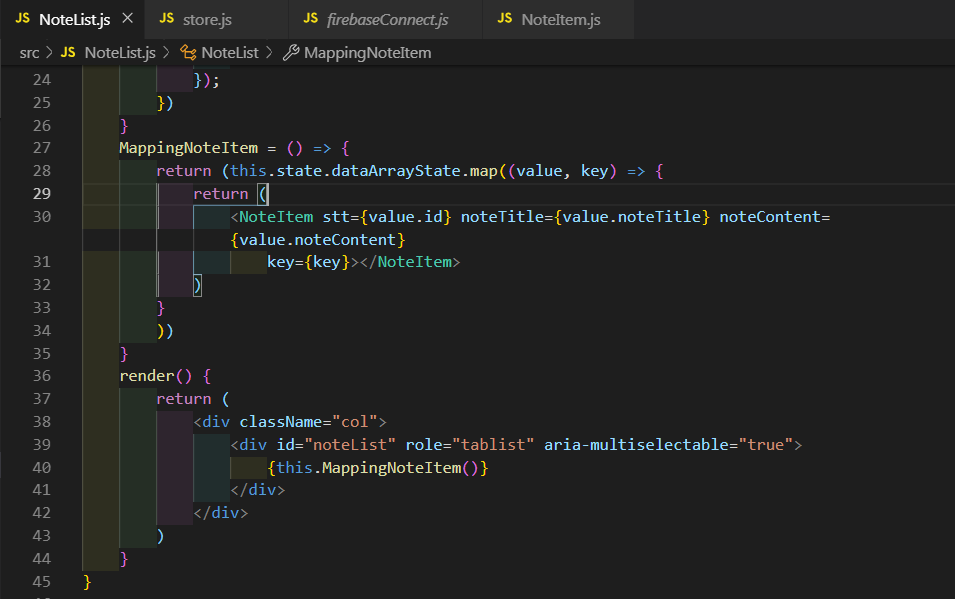 JS NoteList.js × JS store.js JS firebaseConnect.js JS NoteItem.js
src > JS NoteList.js > NoteList > MappingNoteItem
24 });
25 })
26 }
27 MappingNoteItem = () => {
28 return (this.state.dataArrayState.map((value, key) => {
29 return (
30 <NoteItem stt={value.id} noteTitle={value.noteTitle} noteContent=
{value.noteContent}
31 key={key}></NoteItem>
32 )
33 }
34 ))
35 }
36 render() {
37 return (
38 <div className="col">
39 <div id="noteList" role="tablist" aria-multiselectable="true">
40 {this.MappingNoteItem()}
41 </div>
42 </div>
43 )
44 }
45 }